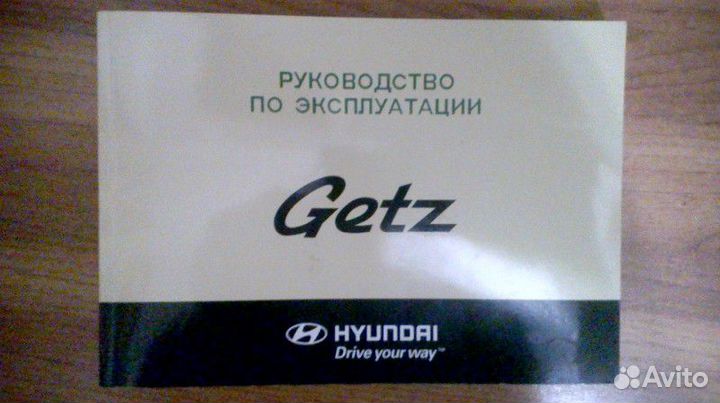 РУКОВОДСТВО
ПО ЭКСПЛУАТАЦИИ
Getz
HYUNDAI
Drive your way™
Avito